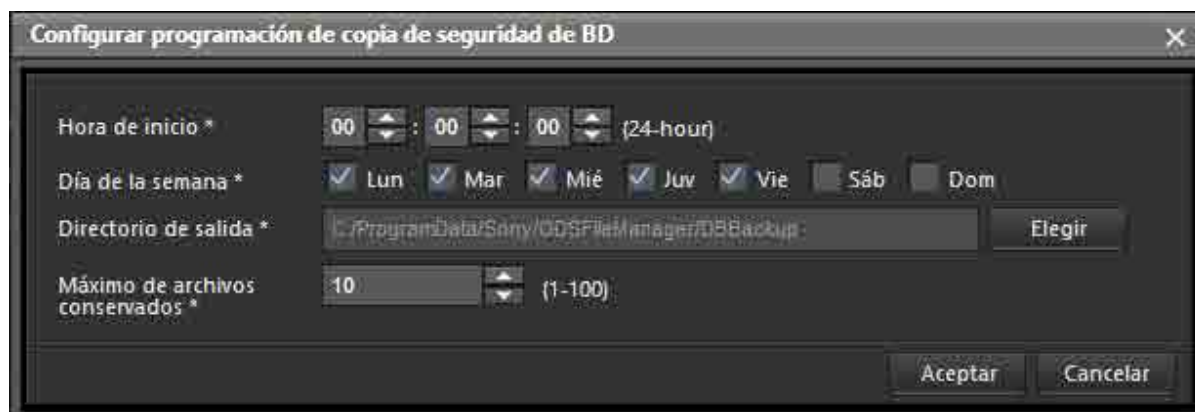 Configurar programación de copia de seguridad de BD
Hora de inicio * 00 : 00 : 00 (24-hour)
Día de la semana * Lun Mar Mié Juv Vie Sáb Dom
Directorio de salida * C:/ProgramData/Sony/ODSFileManager/DBBackup Elegir
Máximo de archivos conservados * 10 (1-100)
Aceptar Cancelar